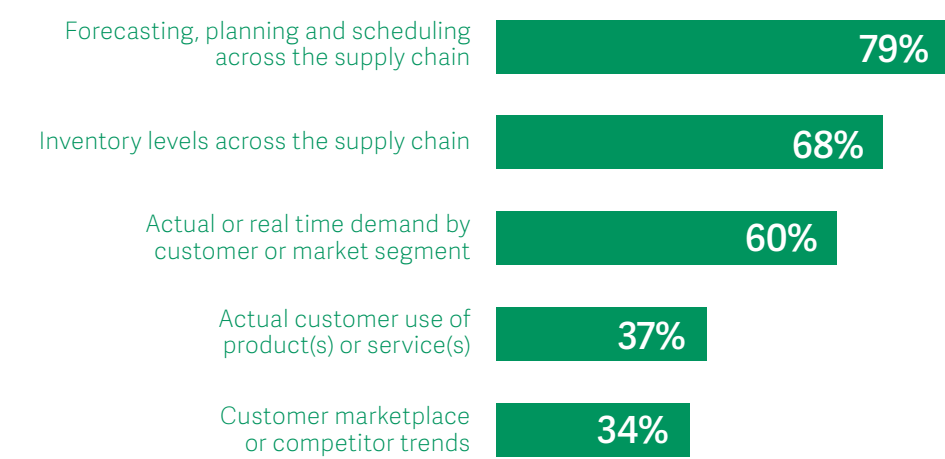 Forecasting, planning and scheduling
across the supply chain
79%
Inventory levels across the supply chain
68%
Actual or real time demand by
customer or market segment
60%
Actual customer use of
product(s) or service(s)
37%
Customer marketplace
or competitor trends
34%